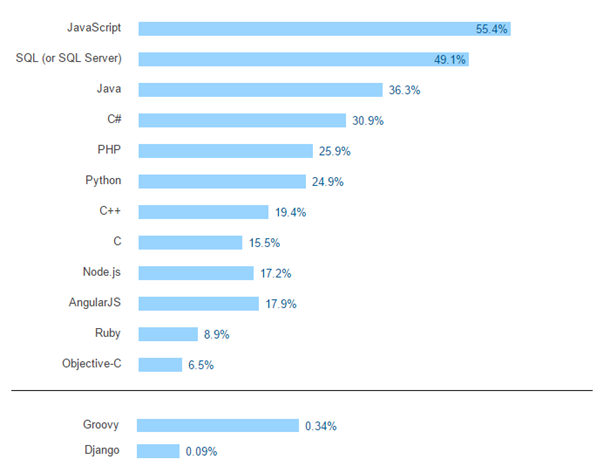 JavaScript 55.4%
SQL (or SQL Server) 49.1%
Java 36.3%
C# 30.9%
PHP 25.9%
Python 24.9%
C++ 19.4%
C 15.5%
Node.js 17.2%
AngularJS 17.9%
Ruby 8.9%
Objective-C 6.5%
Groovy 0.34%
Django 0.09%